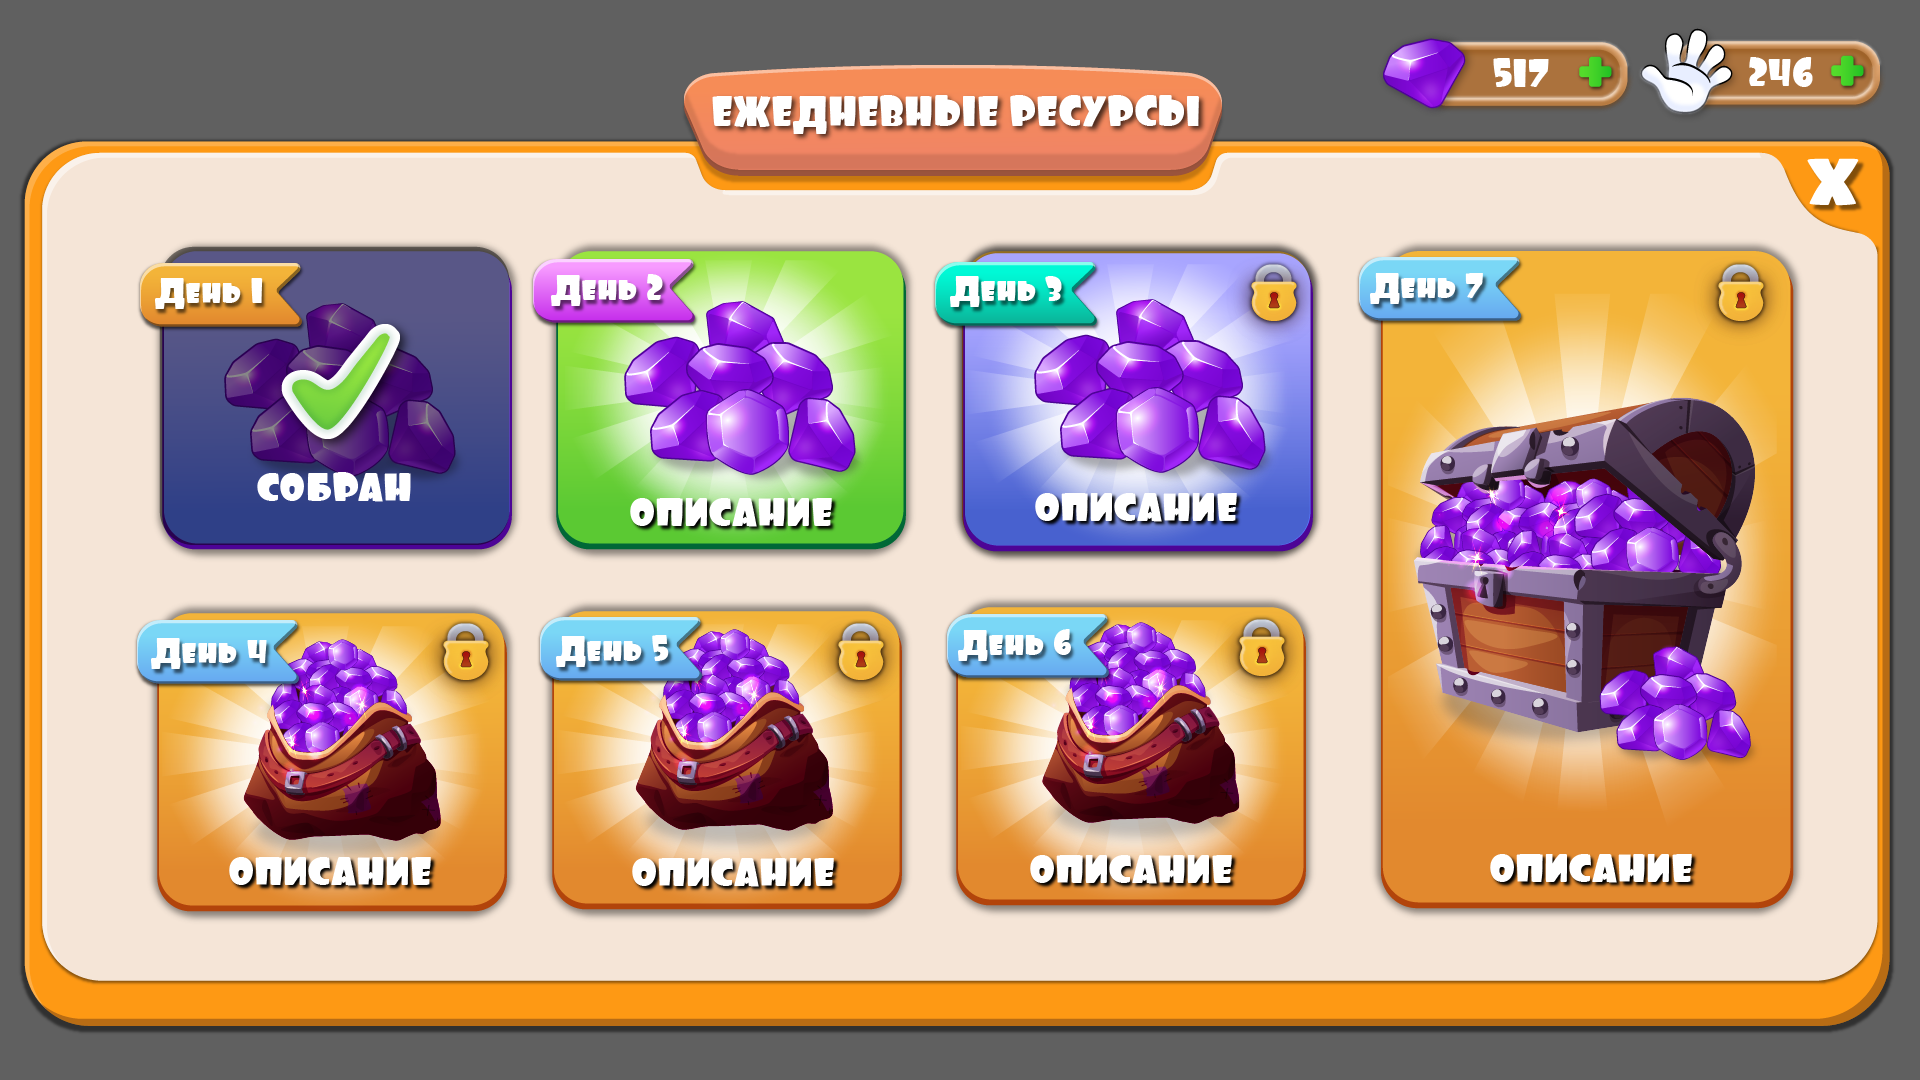 517
246
ЕЖЕДНЕВНЫЕ РЕСУРСЫ
X
День 1
СОБРАН
День 2
ОПИСАНИЕ
День 3
ОПИСАНИЕ
День 7
ОПИСАНИЕ
День 4
ОПИСАНИЕ
День 5
ОПИСАНИЕ
День 6
ОПИСАНИЕ